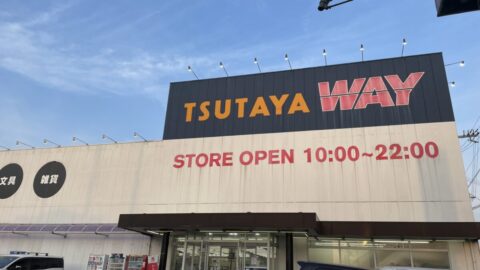 TSUTAYA WAY
STORE OPEN 10:00~22:00
文具
雑貨